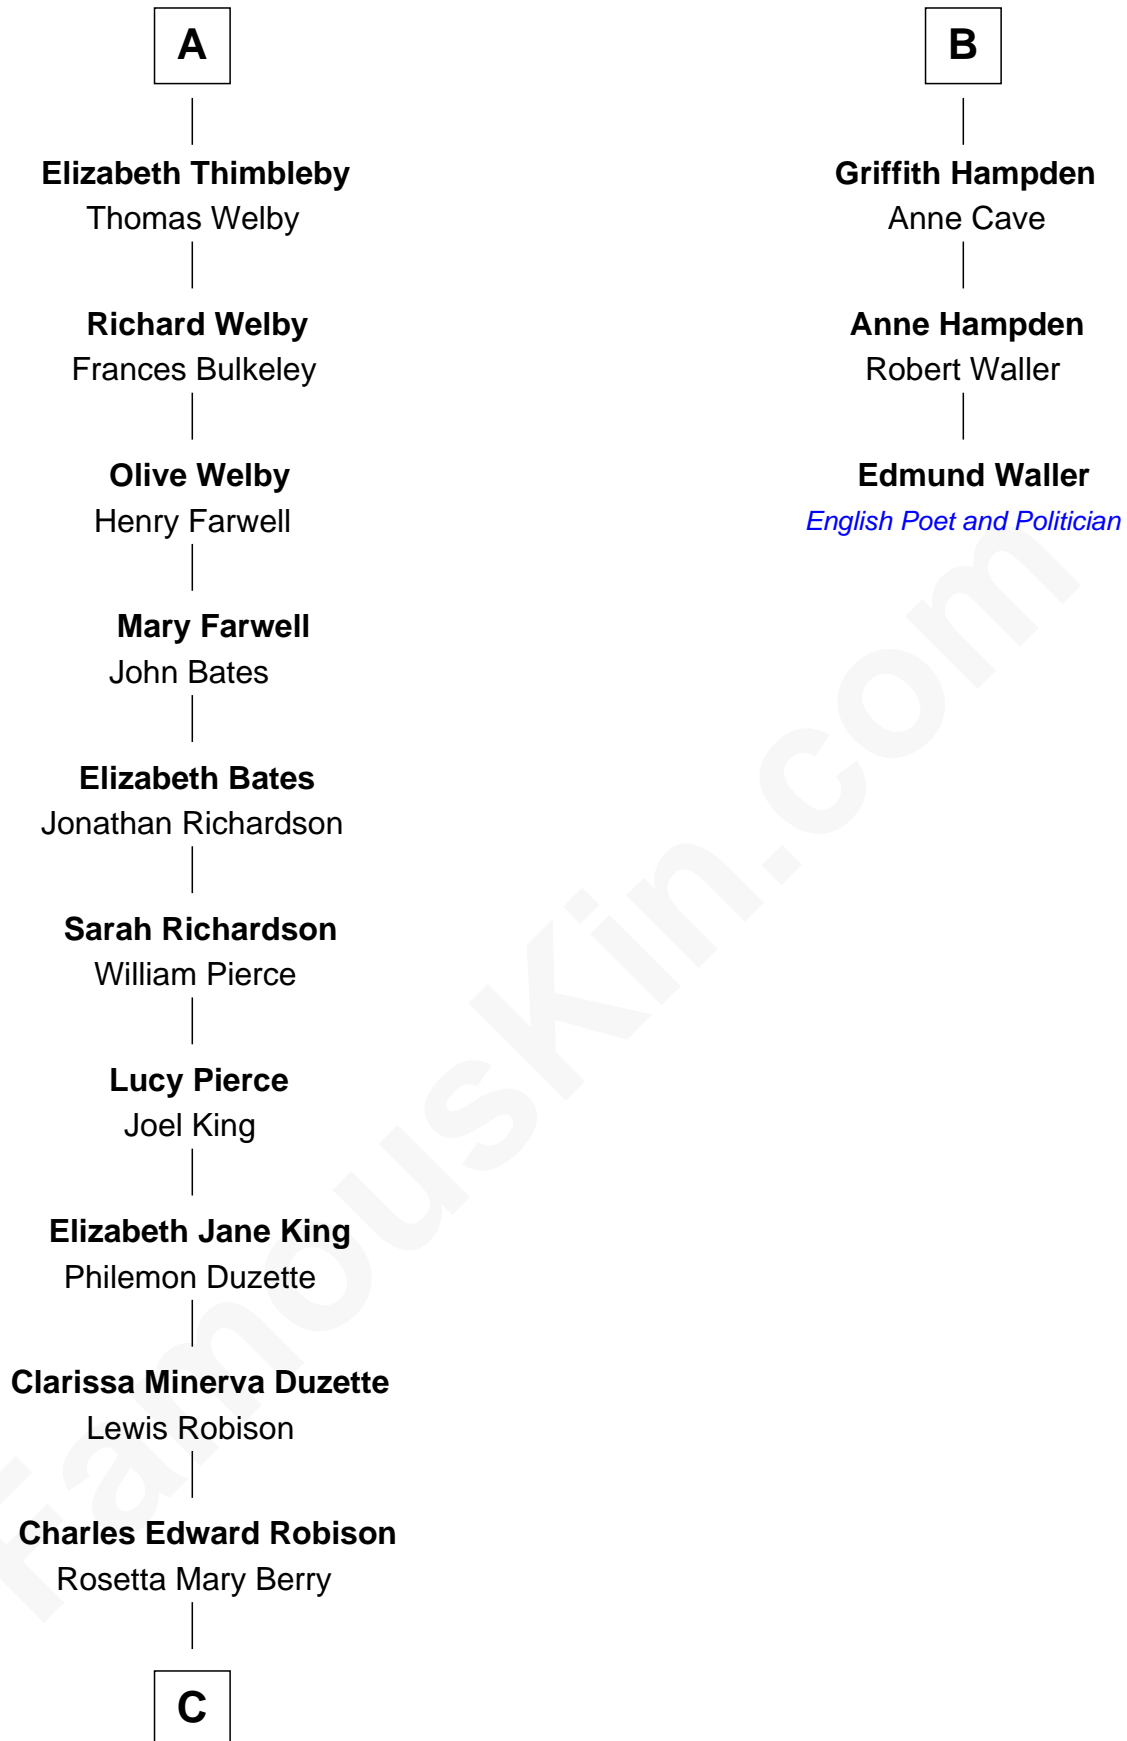 A
Elizabeth Thimbleby
Thomas Welby
Richard Welby
Frances Bulkeley
Olive Welby
Henry Farwell
Mary Farwell
John Bates
Elizabeth Bates
Jonathan Richardson
Sarah Richardson
William Pierce
Lucy Pierce
Joel King
Elizabeth Jane King
Philemon Duzette
Clarissa Minerva Duzette
Lewis Robison
Charles Edward Robison
Rosetta Mary Berry
C
B
Griffith Hampden
Anne Cave
Anne Hampden
Robert Waller
Edmund Waller
English Poet and Politician
FamousKin.com